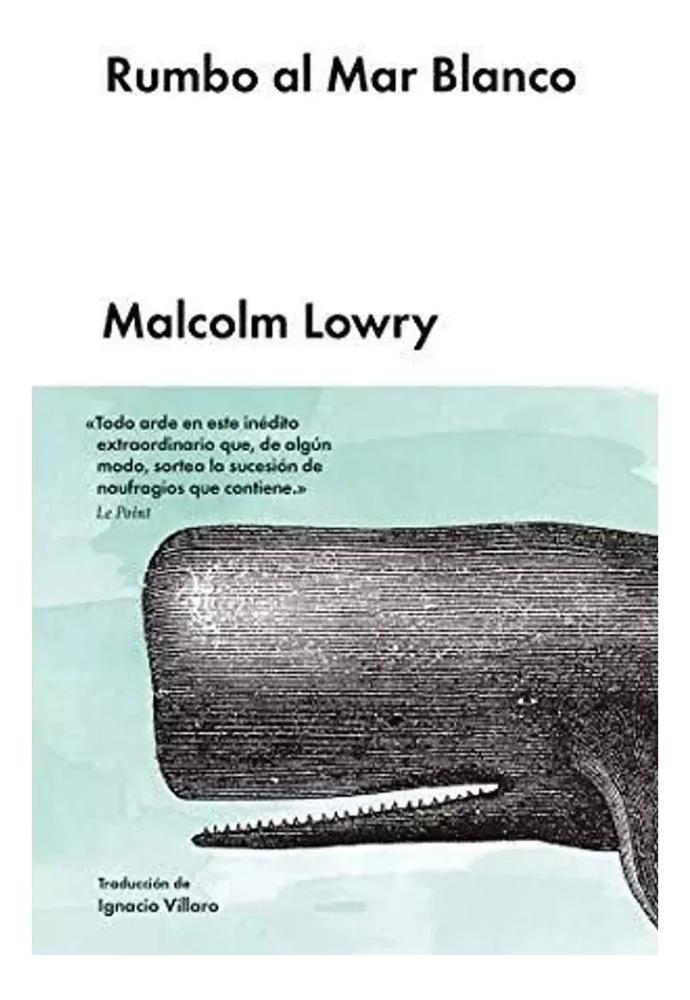 Rumbo al Mar Blanco
Malcolm Lowry
«Todo arde en este inédito
extraordinario que, de algún
modo, sortea la sucesión de
naufragios que contiene.»
Le Point
Traducción de
Ignacio Villaro